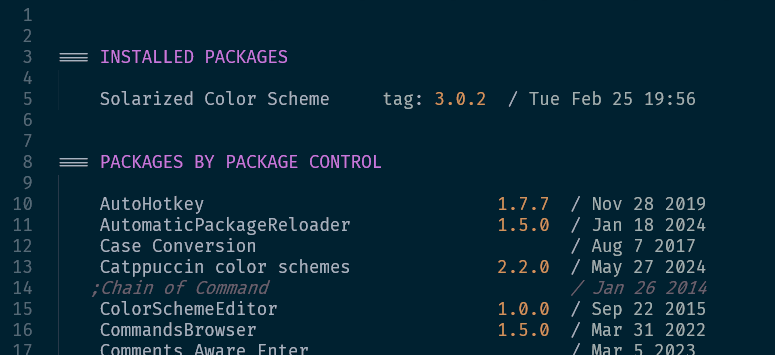 1
2
3 === INSTALLED PACKAGES
4
5 Solarized Color Scheme tag: 3.0.2 / Tue Feb 25 19:56
6
7
8 === PACKAGES BY PACKAGE CONTROL
9
10 AutoHotkey 1.7.7 / Nov 28 2019
11 AutomaticPackageReloader 1.5.0 / Jan 18 2024
12 Case Conversion / Aug 7 2017
13 Catppuccin color schemes 2.2.0 / May 27 2024
14 ;Chain of Command / Jan 26 2014
15 ColorSchemeEditor 1.0.0 / Sep 22 2015
16 CommandsBrowser 1.5.0 / Mar 31 2022
17 Comments Aware Enter / Mar 5 2023